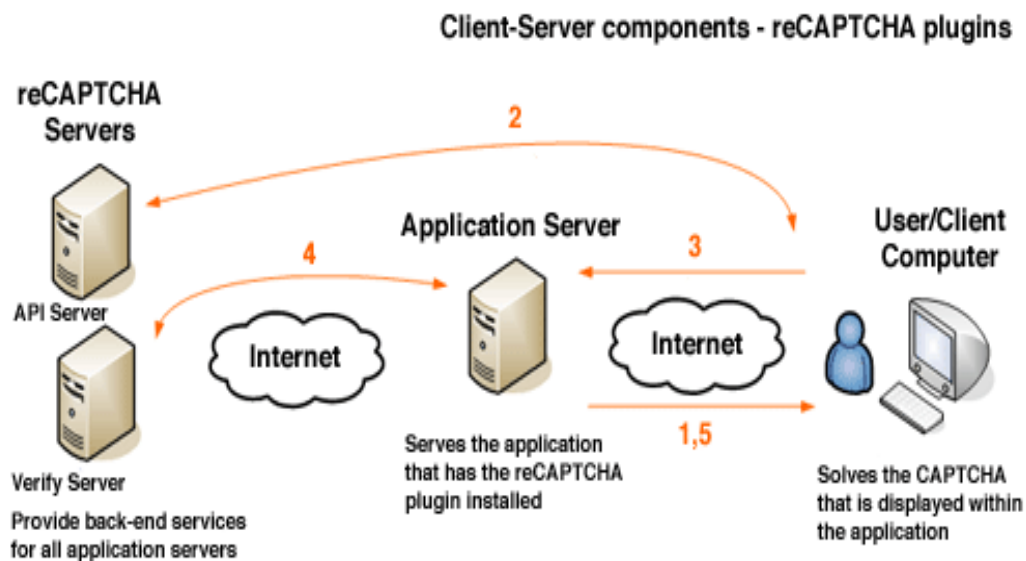 Client-Server components - reCAPTCHA plugins
reCAPTCHA
Servers
2
Application Server
User/Client
Computer
4
3
API Server
Internet
Internet
1,5
Verify Server
Provide back-end services
for all application servers
Serves the application
that has the reCAPTCHA
plugin installed
Solves the CAPTCHA
that is displayed within
the application